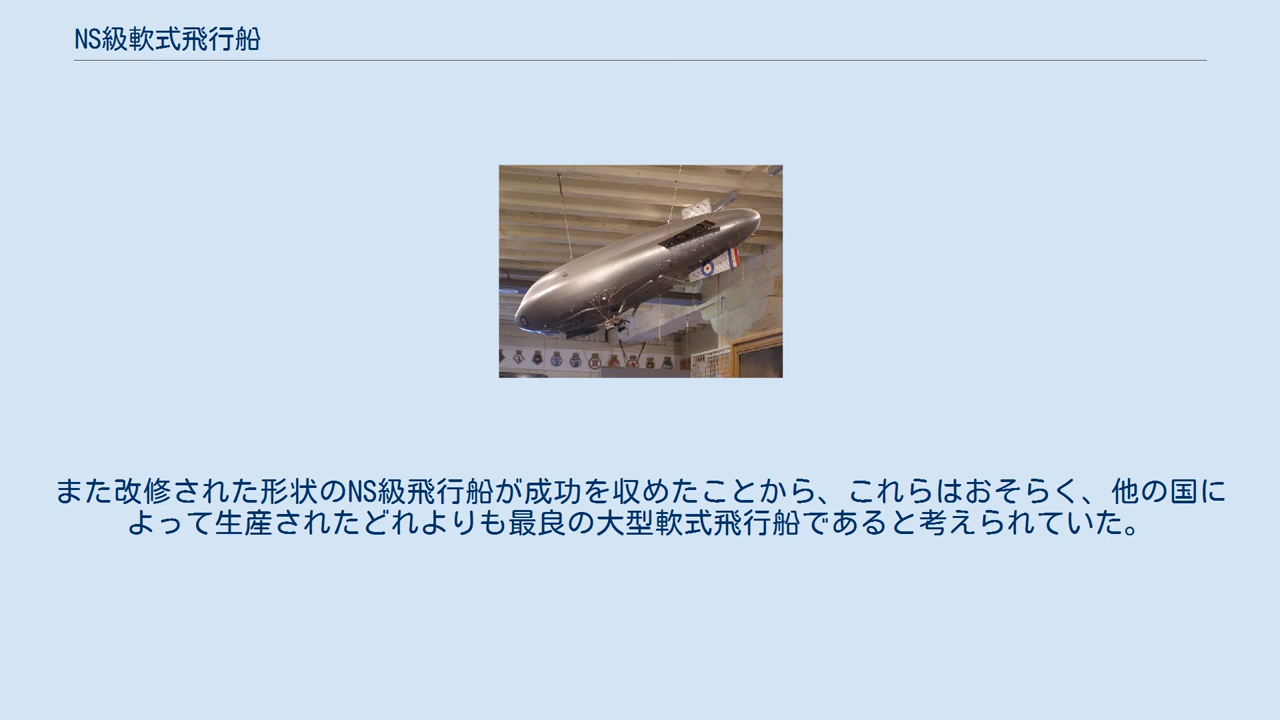 NS級軟式飛行船
また改修された形状のNS級飛行船が成功を収めたことから、これらはおそらく、他の国に
よって生産されたどれよりも最良の大型軟式飛行船であると考えられていた。